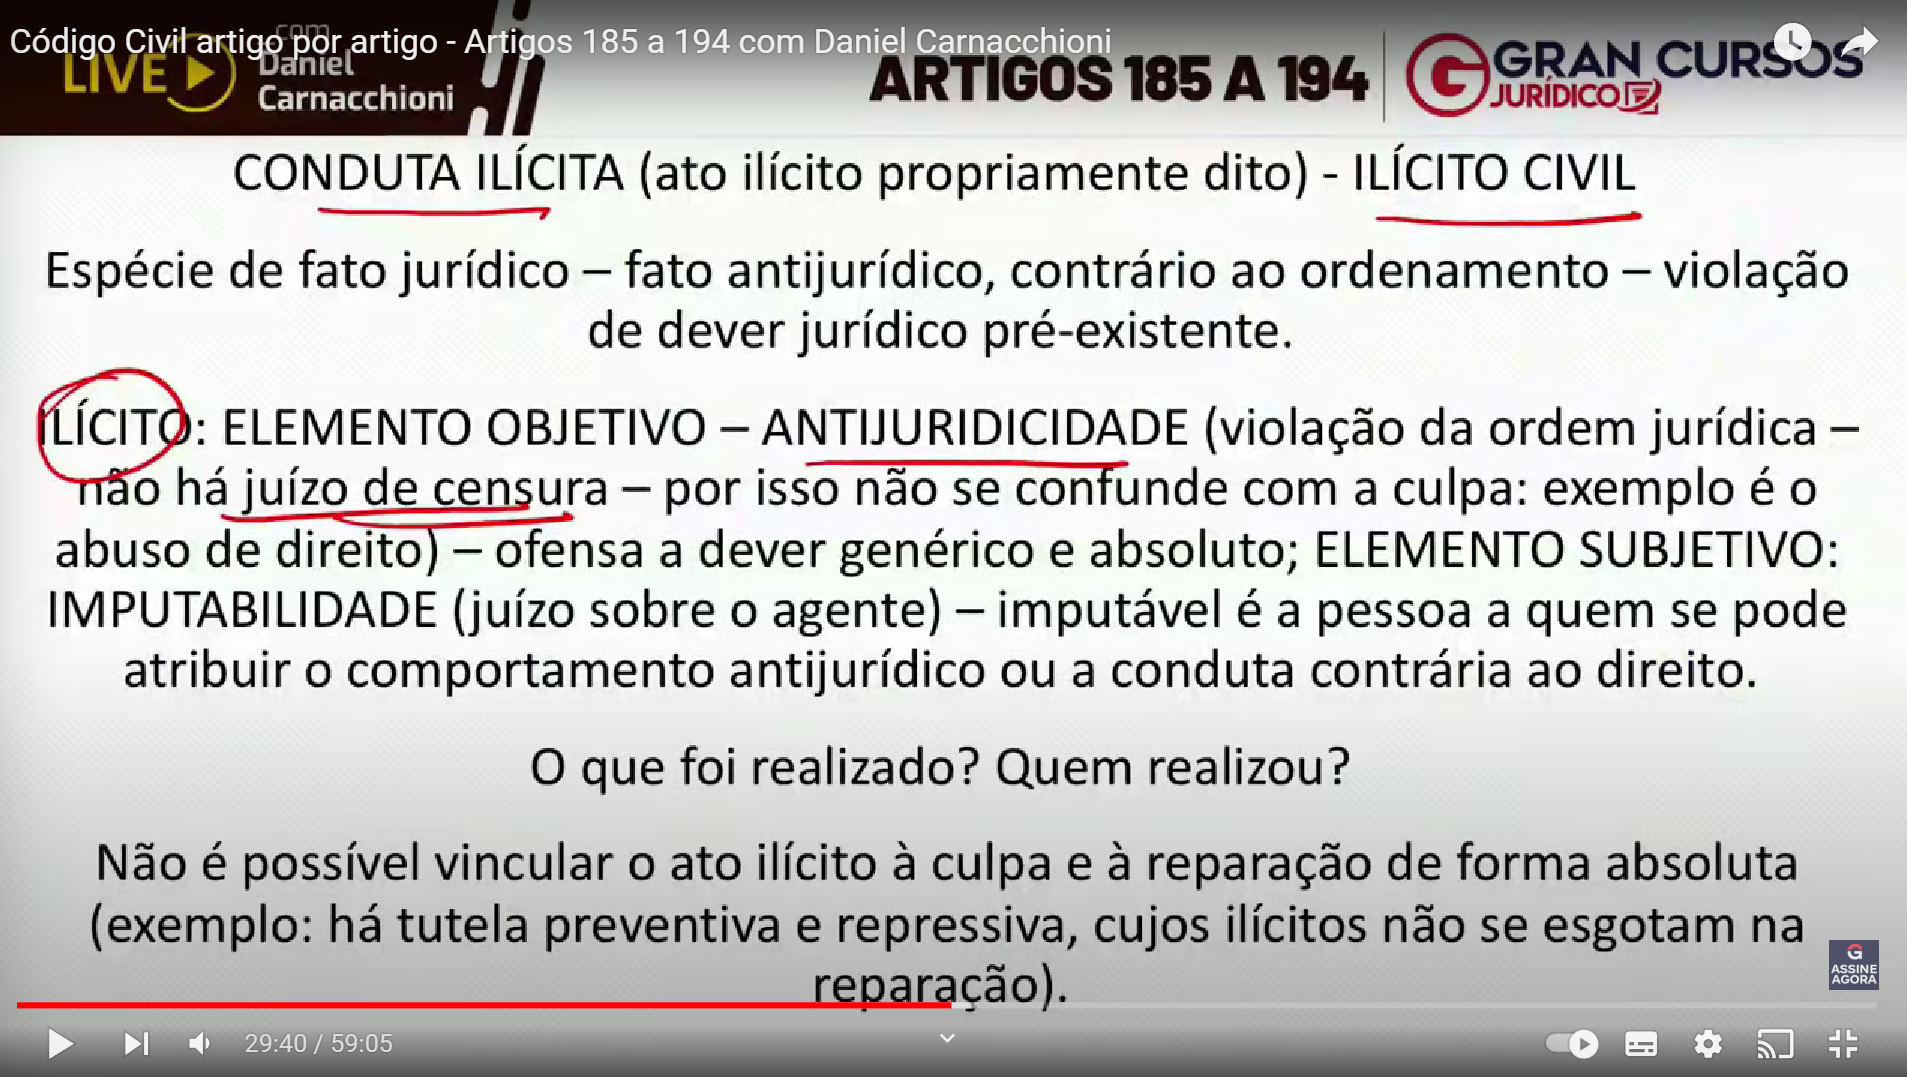 Código Civil artigo por artigo - Artigos 185 a 194 com Daniel Carnacchioni
com
LIVE
Daniel
Carnacchioni
ARTIGOS 185 A 194
GRAN CURSOS
JURÍDICO
CONDUTA ILÍCITA (ato ilícito propriamente dito) - ILÍCITO CIVIL
Espécie de fato jurídico – fato antijurídico, contrário ao ordenamento – violação
de dever jurídico pré-existente.
ILÍCITO: ELEMENTO OBJETIVO – ANTIJURIDICIDADE (violação da ordem jurídica –
não há juízo de censura – por isso não se confunde com a culpa: exemplo é o
abuso de direito) – ofensa a dever genérico e absoluto; ELEMENTO SUBJETIVO:
IMPUTABILIDADE (juízo sobre o agente) – imputável é a pessoa a quem se pode
atribuir o comportamento antijurídico ou a conduta contrária ao direito.
O que foi realizado? Quem realizou?
Não é possível vincular o ato ilícito à culpa e à reparação de forma absoluta
(exemplo: há tutela preventiva e repressiva, cujos ilícitos não se esgotam na
reparação).
G
ASSINE
AGORA
29:40 / 59:05